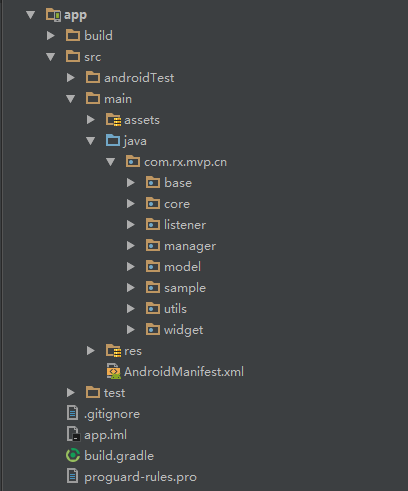 app
build
src
androidTest
main
assets
java
com.rx.mvp.cn
base
core
listener
manager
model
sample
utils
widget
res
AndroidManifest.xml
test
.gitignore
app.iml
build.gradle
proguard-rules.pro